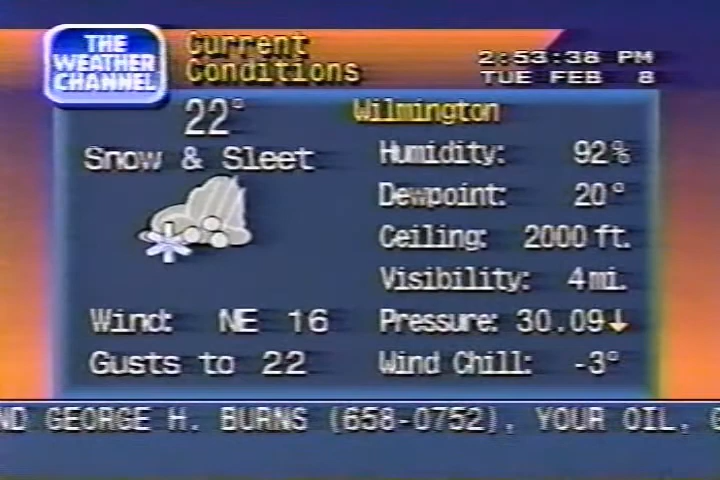 THE
WEATHER
CHANNEL
Current
Conditions
2:53:38 PM
TUE FEB 8
22°
Snow & Sleet
Wind: NE 16
Gusts to 22
Wilmington
Humidity: 92%
Dewpoint: 20°
Ceiling: 2000 ft.
Visibility: 4 mi.
Pressure: 30.09↓
Wind Chill: -3°
ND GEORGE H. BURNS (658-0752), YOUR OIL,